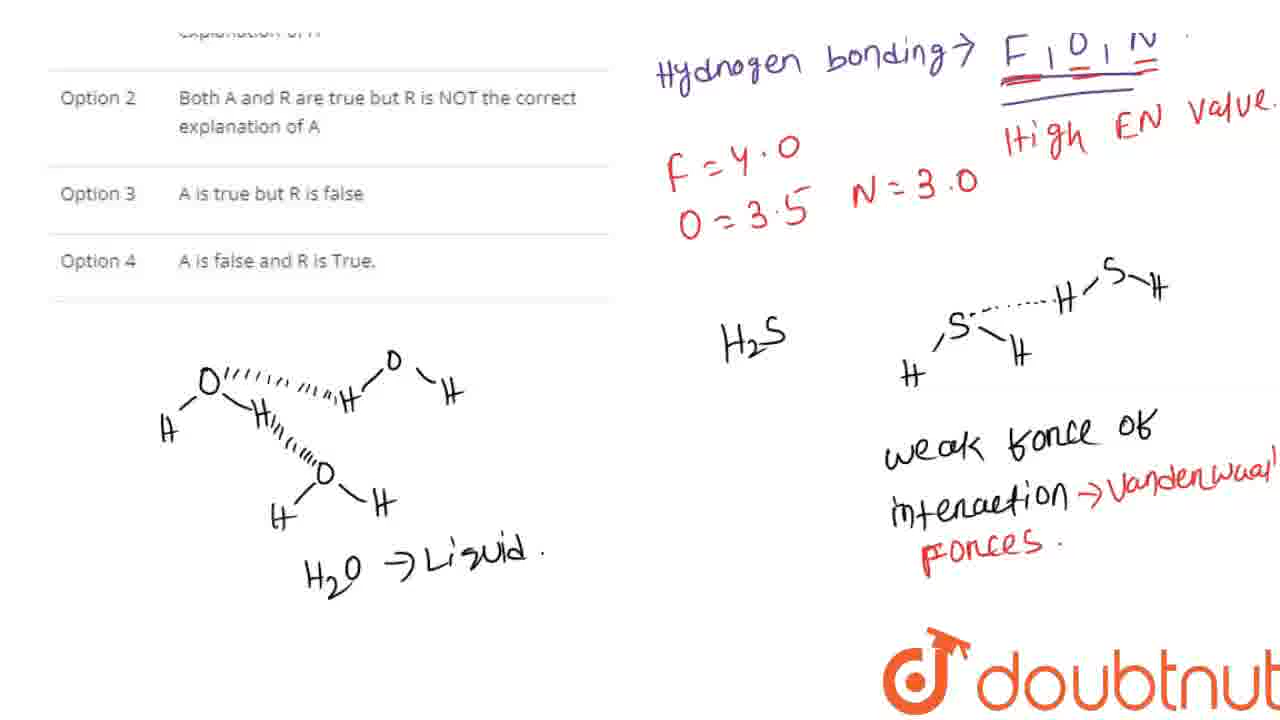 Option 2 Both A and R are true but R is NOT the correct
explanation of A
Option 3 A is true but R is false
Option 4 A is false and R is True.
Hydrogen bonding → F, O, N
High EN value.
F = 4.0
O = 3.5 N = 3.0
H₂S
S H S H
H H
O H O H
H H
O
H H
H₂O → Liquid.
weak force of
interaction → Vanderwaal
Forces.
doubtnut